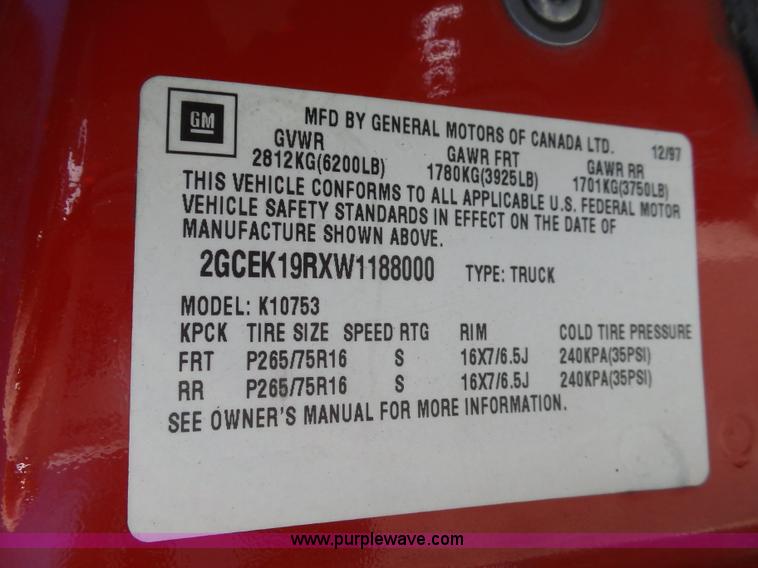 LOCK
GM
MFD BY GENERAL MOTORS OF CANADA LTD. 12/97
GVWR GAWR FRT GAWR RR
2812KG(6200LB) 1780KG(3925LB) 1701KG(3750LB)
THIS VEHICLE CONFORMS TO ALL APPLICABLE U.S. FEDERAL MOTOR
VEHICLE SAFETY STANDARDS IN EFFECT ON THE DATE OF
MANUFACTURE SHOWN ABOVE.
2GCEK19RXW1188000 TYPE: TRUCK
MODEL: K10753
KPCK TIRE SIZE SPEED RTG RIM COLD TIRE PRESSURE
FRT P265/75R16 S 16X7/6.5J 240KPA(35PSI)
RR P265/75R16 S 16X7/6.5J 240KPA(35PSI)
SEE OWNER'S MANUAL FOR MORE INFORMATION.
www.purplewave.com